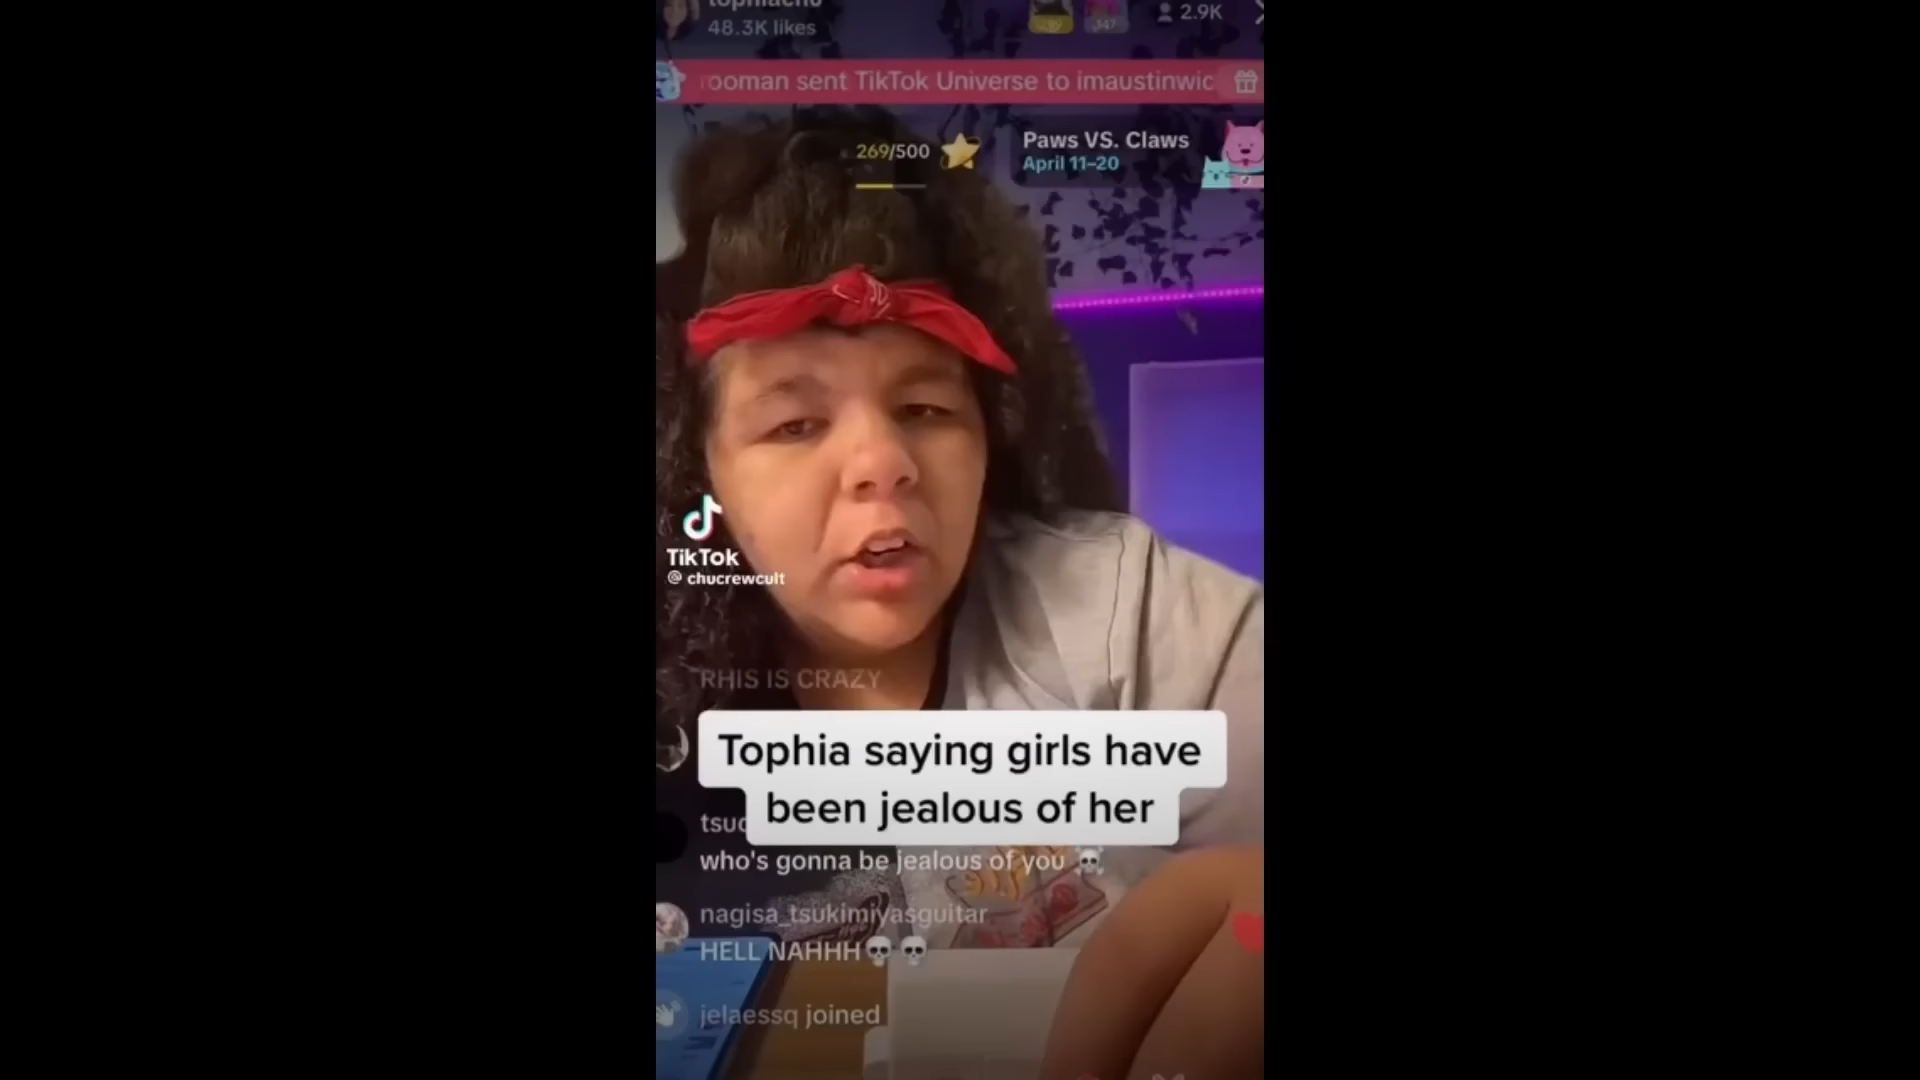 48.3K likes
2.9K
rooman sent TikTok Universe to imaustinwic
269/500
Paws VS. Claws
April 11–20
TikTok
@ chucrewcult
RHIS IS CRAZY
Tophia saying girls have
been jealous of her
tsuc
who's gonna be jealous of you ☠
nagisa_tsukimiyasguitar
HELL NAHHH💀💀
jelaessq joined